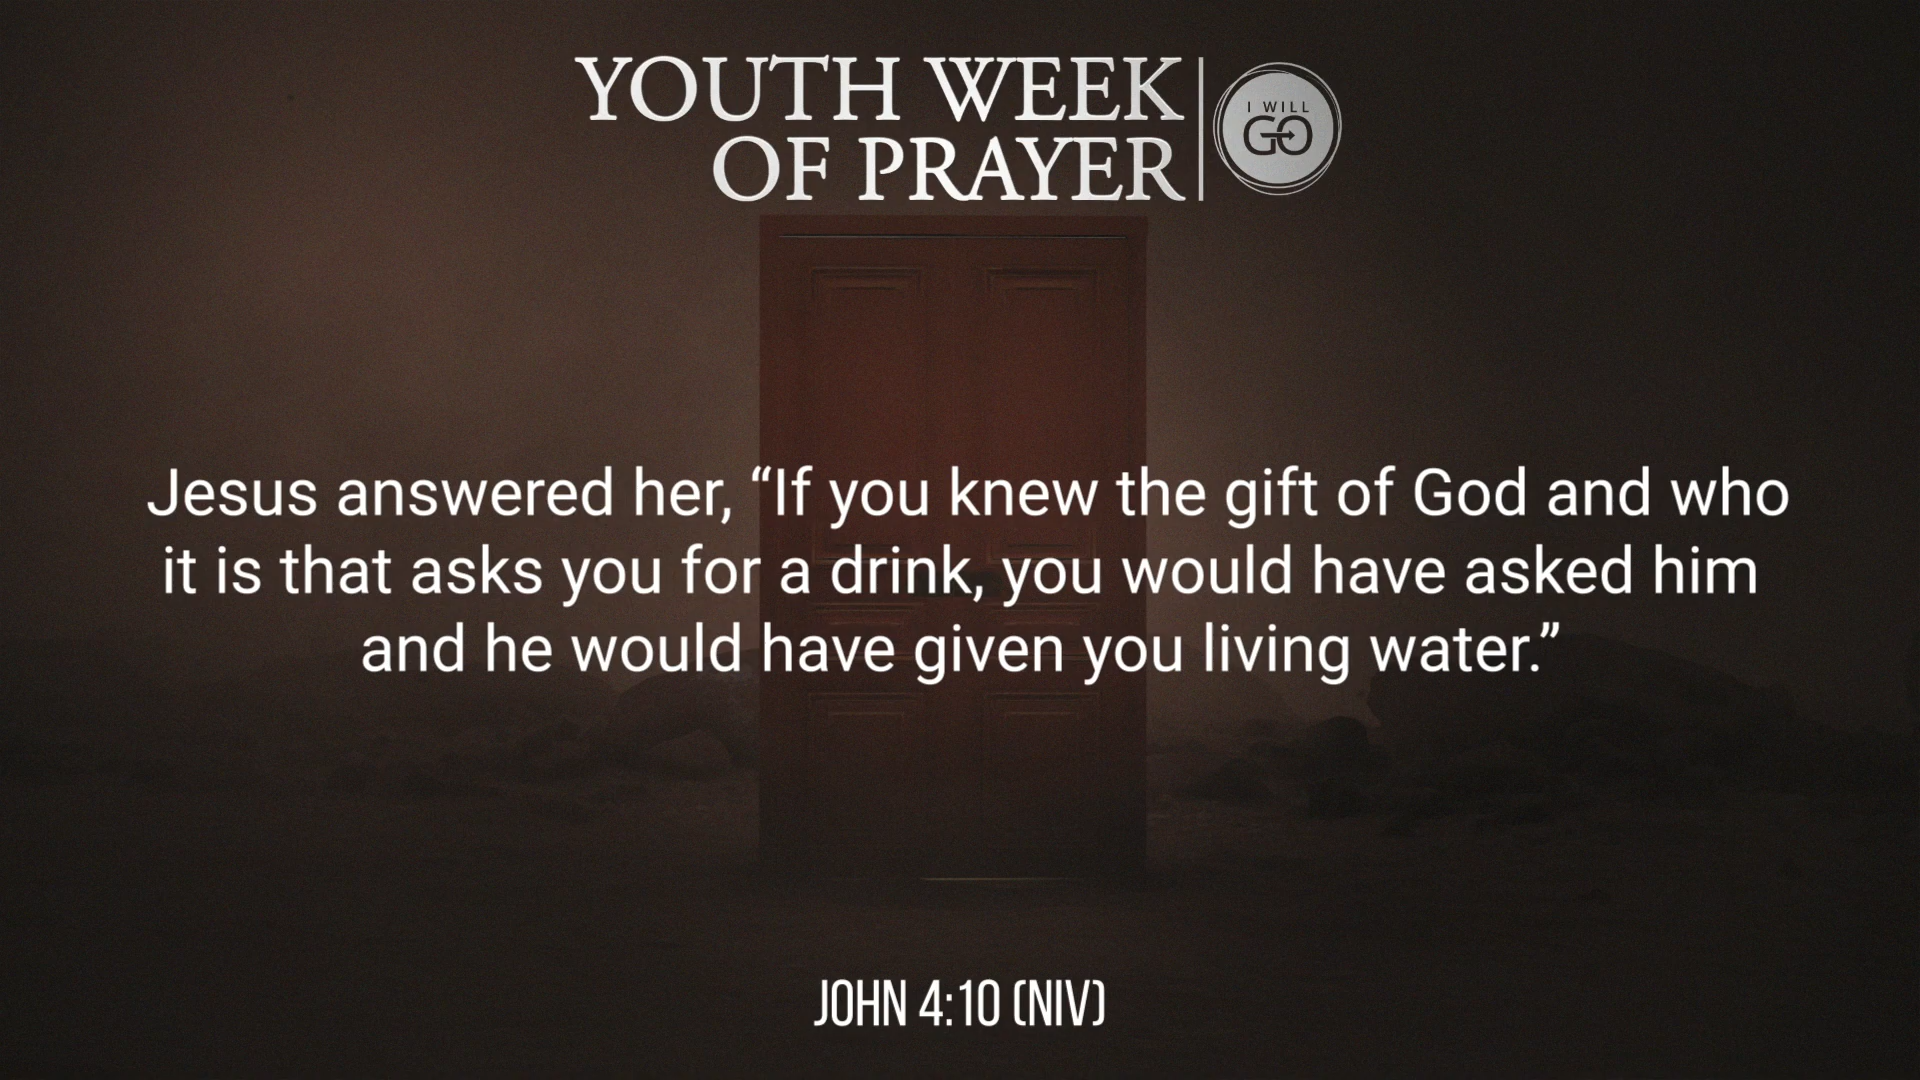 YOUTH WEEK
OF PRAYER
I WILL
GO
Jesus answered her, “If you knew the gift of God and who
it is that asks you for a drink, you would have asked him
and he would have given you living water.”
JOHN 4:10 (NIV)